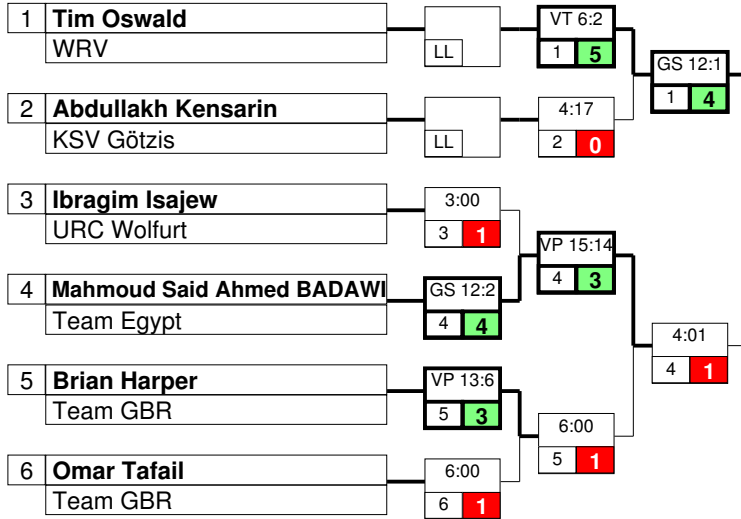 1 Tim Oswald
WRV
LL
VT 6:2
1 5
GS 12:1
1 4
2 Abdullakh Kensarin
KSV Götzis
LL
4:17
2 0
3 Ibragim Isajew
URC Wolfurt
3:00
3 1
VP 15:14
4 3
4 Mahmoud Said Ahmed BADAWI
Team Egypt
GS 12:2
4 4
4:01
4 1
5 Brian Harper
Team GBR
VP 13:6
5 3
6:00
5 1
6 Omar Tafail
Team GBR
6:00
6 1